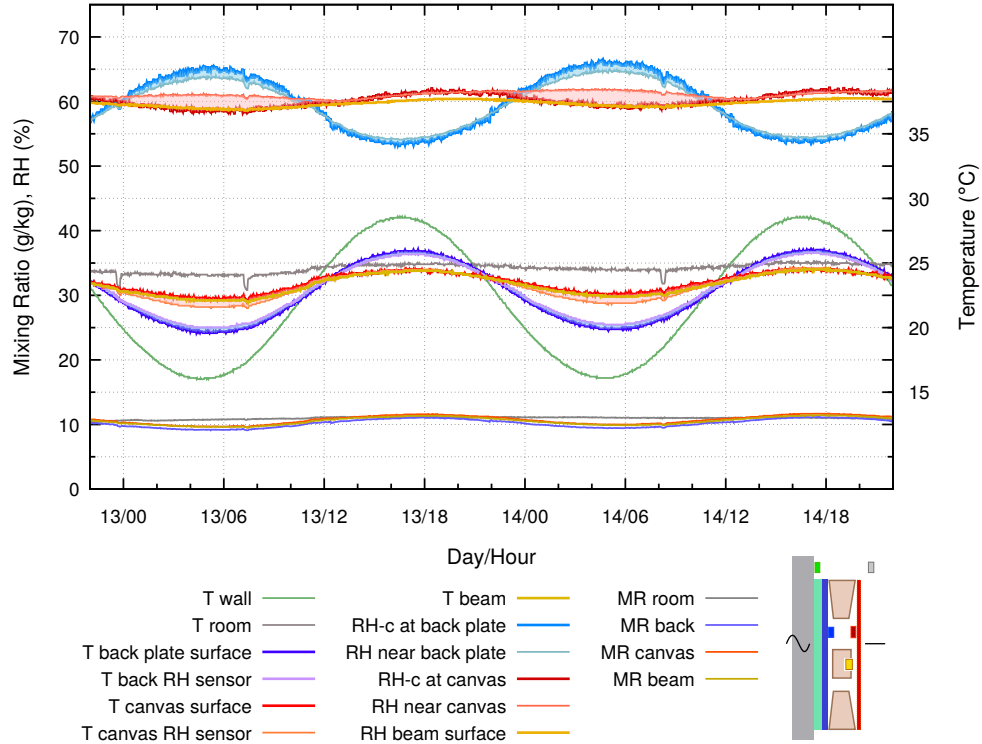 70
60
50
40
30
20
10
0
35
30
25
20
15
Mixing Ratio (g/kg), RH (%)
Temperature (°C)
13/00 13/06 13/12 13/18 14/00 14/06 14/12 14/18
Day/Hour
T wall T beam MR room
T room RH-c at back plate MR back
T back plate surface RH near back plate MR canvas
T back RH sensor RH-c at canvas MR beam
T canvas surface RH near canvas
T canvas RH sensor RH beam surface